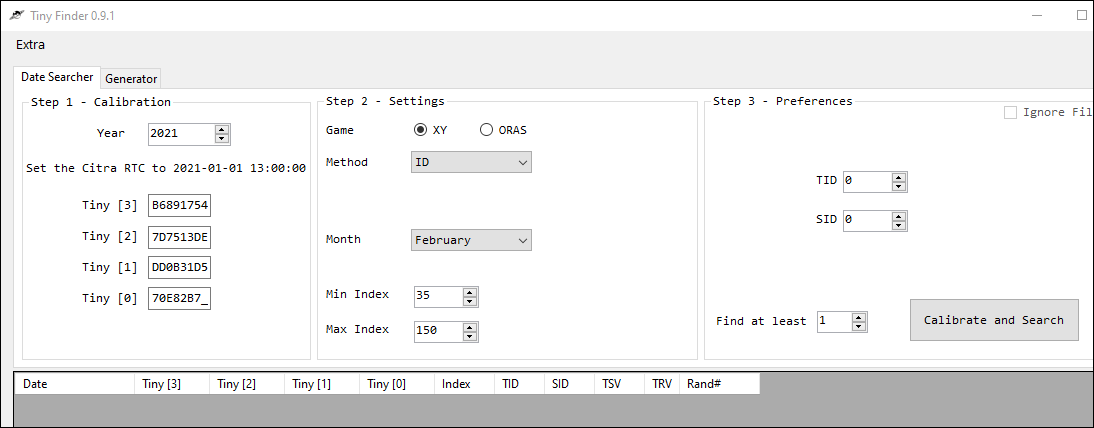 Tiny Finder 0.9.1
Extra
Date Searcher
Generator
Step 1 - Calibration
Year 2021
Set the Citra RTC to 2021-01-01 13:00:00
Tiny [3] B6891754
Tiny [2] 7D7513DE
Tiny [1] DD0B31D5
Tiny [0] 70E82B7_
Step 2 - Settings
Game XY ORAS
Method ID
Month February
Min Index 35
Max Index 150
Step 3 - Preferences
Ignore Fil
TID 0
SID 0
Find at least 1
Calibrate and Search
Date Tiny [3] Tiny [2] Tiny [1] Tiny [0] Index TID SID TSV TRV Rand#